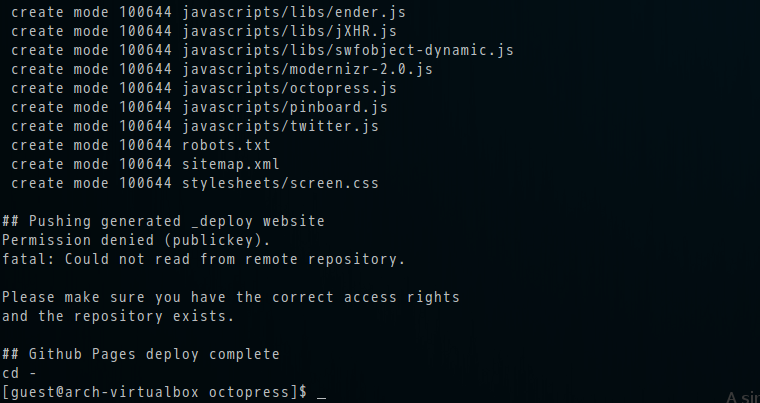 create mode 100644 javascripts/libs/ender.js
create mode 100644 javascripts/libs/jXHR.js
create mode 100644 javascripts/libs/swfobject-dynamic.js
create mode 100644 javascripts/modernizr-2.0.js
create mode 100644 javascripts/octopress.js
create mode 100644 javascripts/pinboard.js
create mode 100644 javascripts/twitter.js
create mode 100644 robots.txt
create mode 100644 sitemap.xml
create mode 100644 stylesheets/screen.css
## Pushing generated _deploy website
Permission denied (publickey).
fatal: Could not read from remote repository.
Please make sure you have the correct access rights
and the repository exists.
## Github Pages deploy complete
cd -
[guest@arch-virtualbox octopress]$ _
A